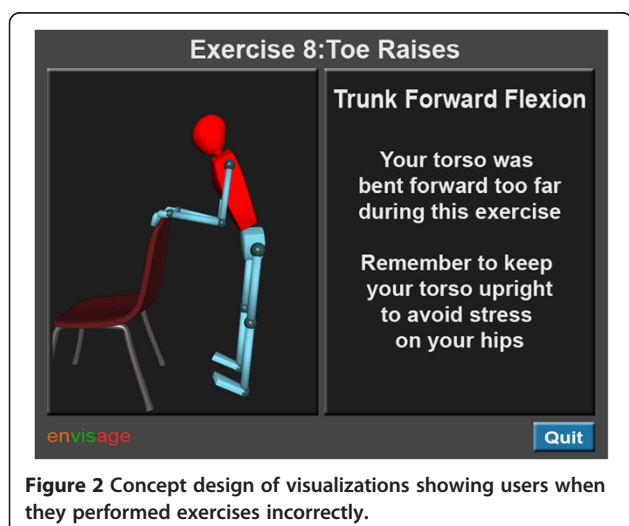 Exercise 8:Toe Raises
Trunk Forward Flexion
Your torso was
bent forward too far
during this exercise
Remember to keep
your torso upright
to avoid stress
on your hips
envisage
Quit
Figure 2 Concept design of visualizations showing users when
they performed exercises incorrectly.